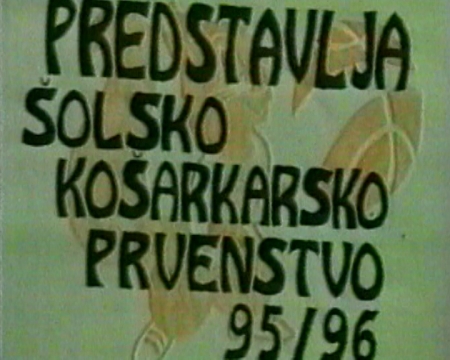 PREDSTAVLJA
ŠOLSKO
KOŠARKARSKO
PRVENSTVO
95/96